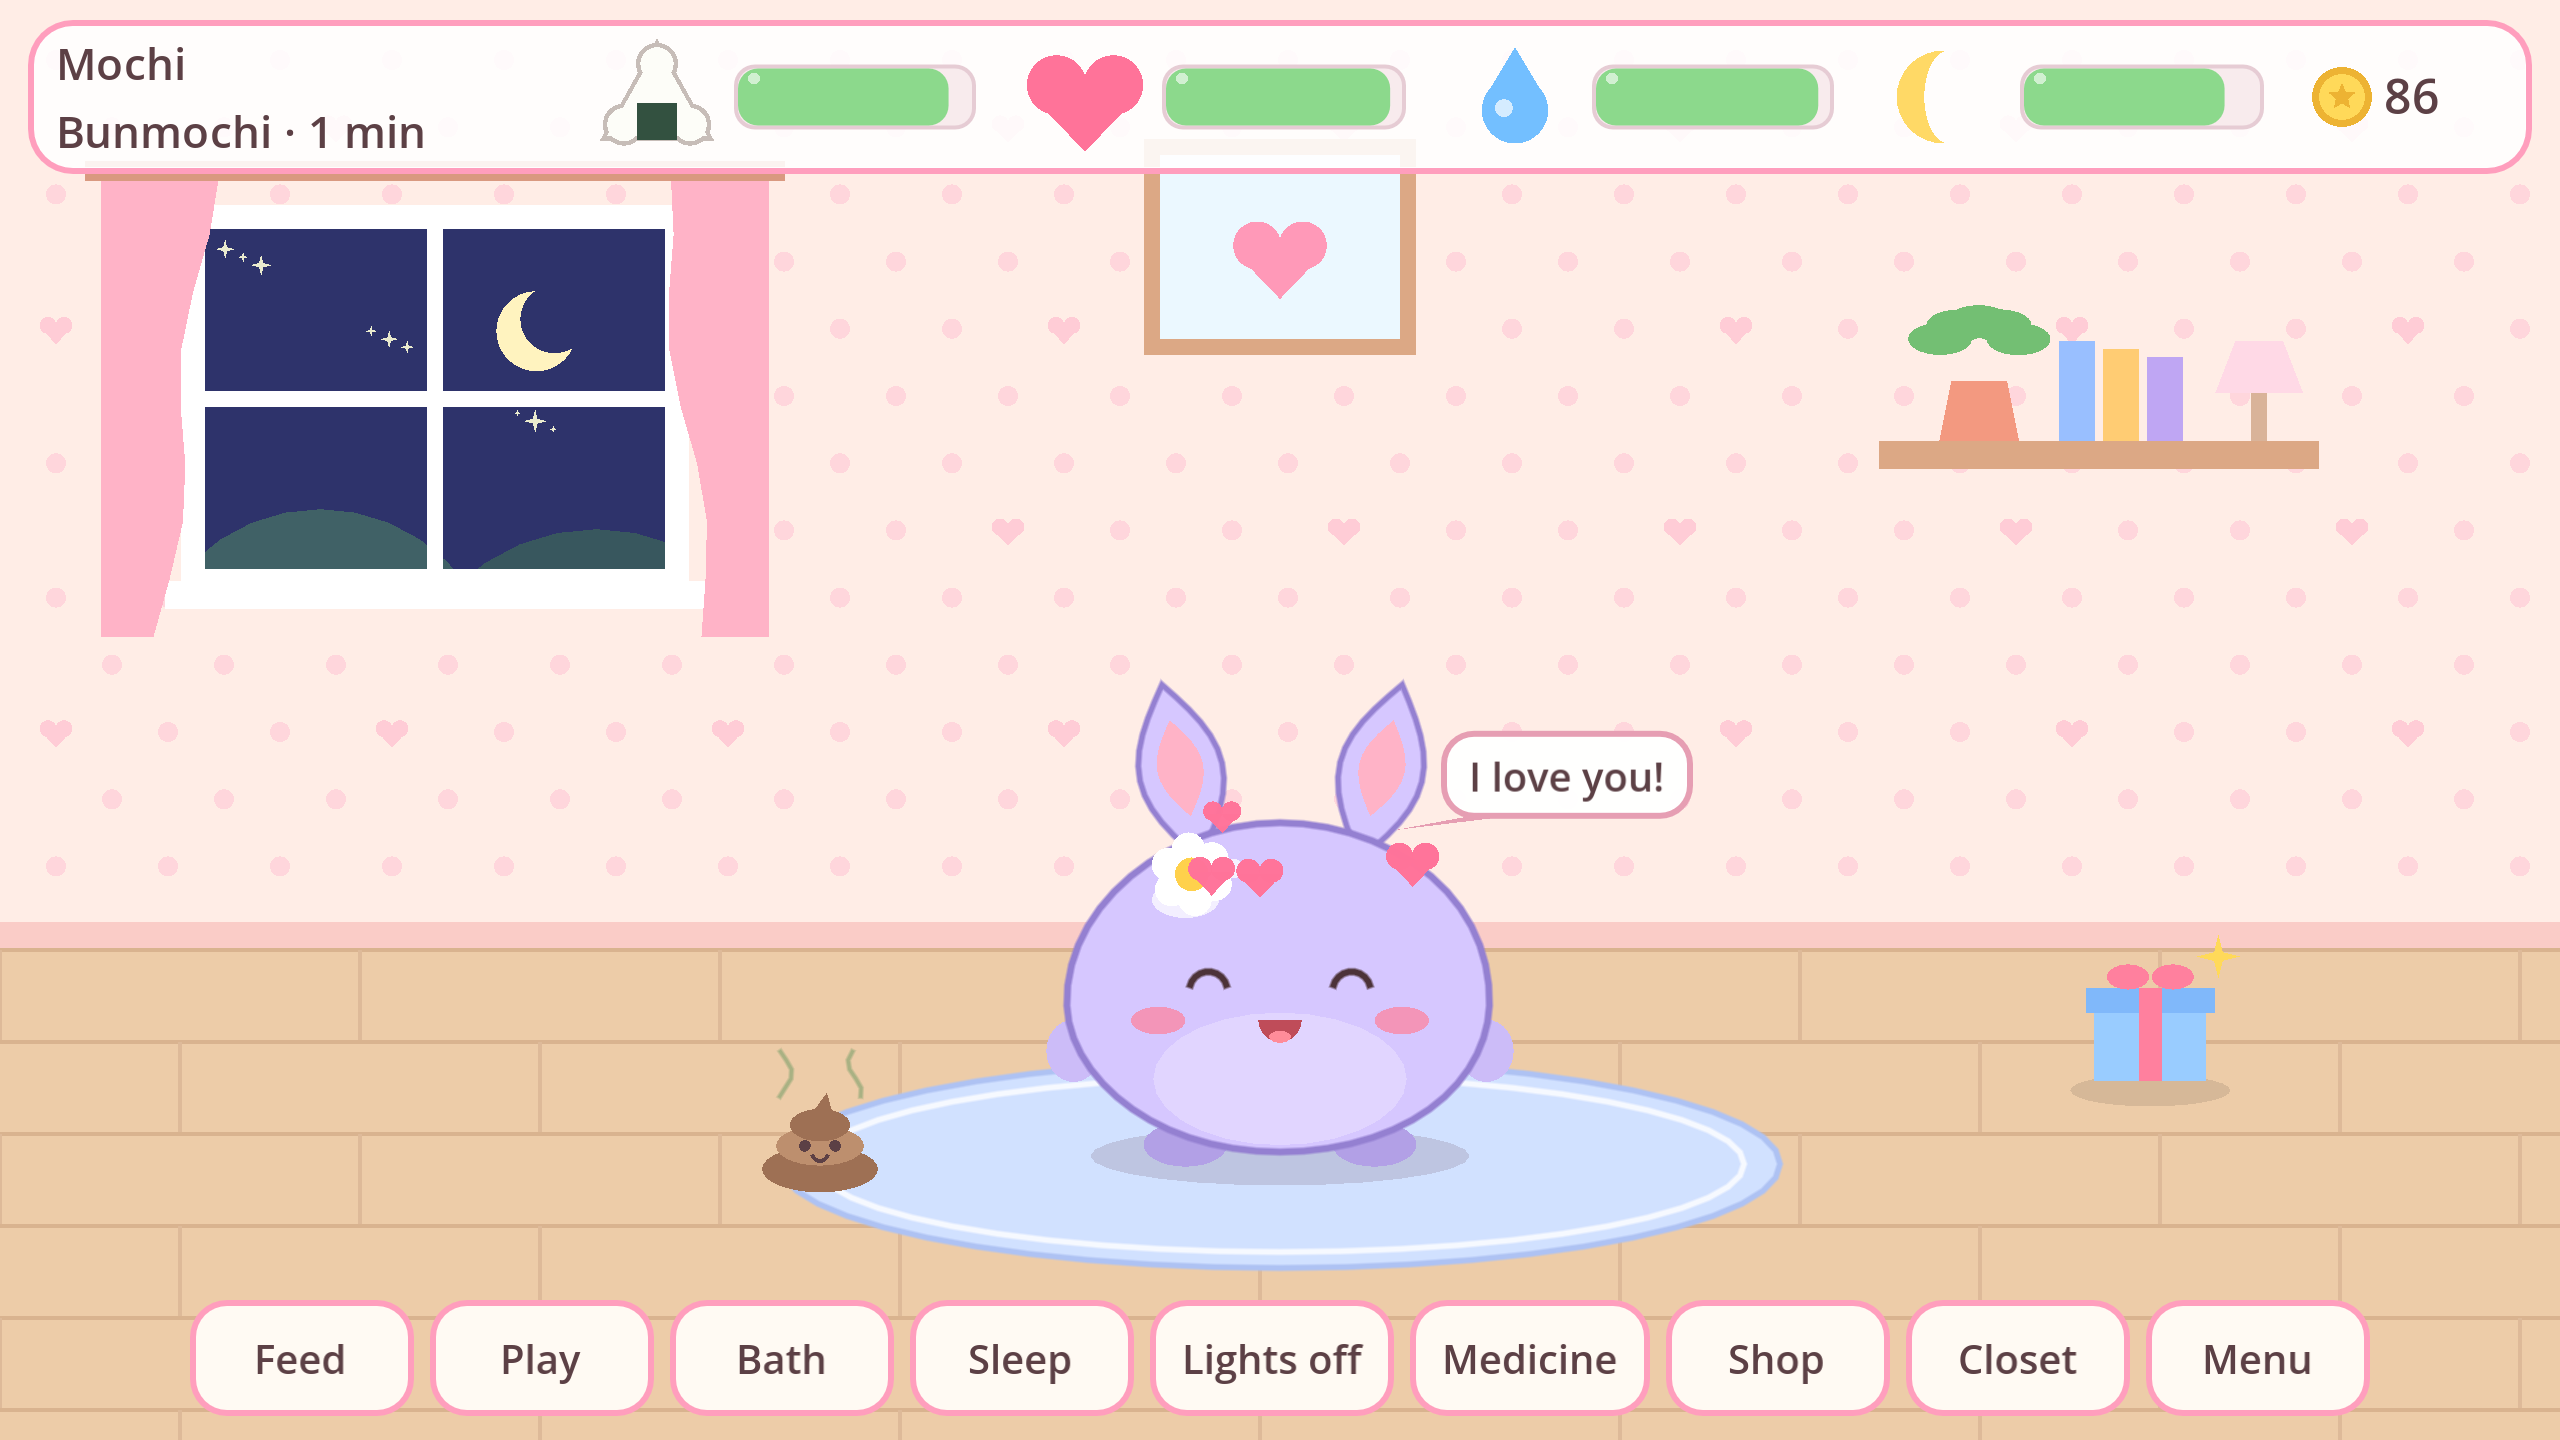 Mochi
Bunmochi · 1 min
86
I love you!
Feed
Play
Bath
Sleep
Lights off
Medicine
Shop
Closet
Menu